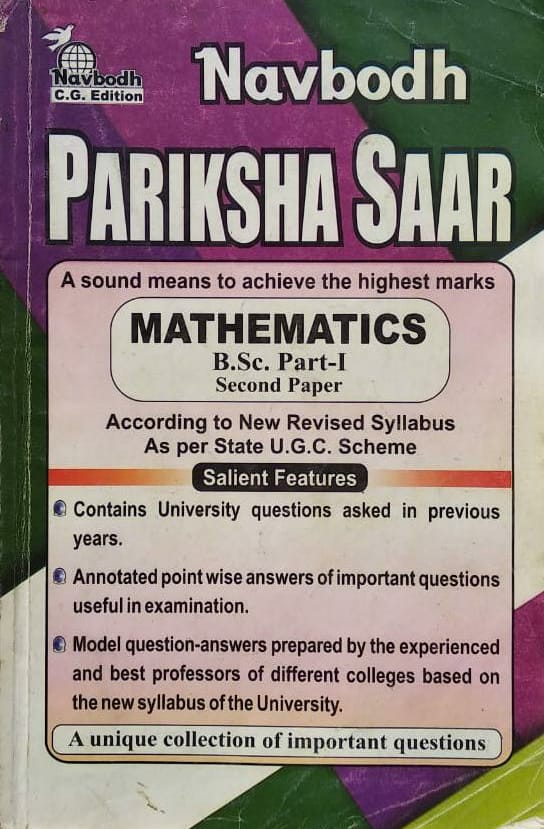 Navbodh
C.G. Edition
Navbodh
PARIKSHA SAAR
A sound means to achieve the highest marks
MATHEMATICS
B.Sc. Part-I
Second Paper
According to New Revised Syllabus
As per State U.G.C. Scheme
Salient Features
Contains University questions asked in previous
years.
Annotated point wise answers of important questions
useful in examination.
Model question-answers prepared by the experienced
and best professors of different colleges based on
the new syllabus of the University.
A unique collection of important questions